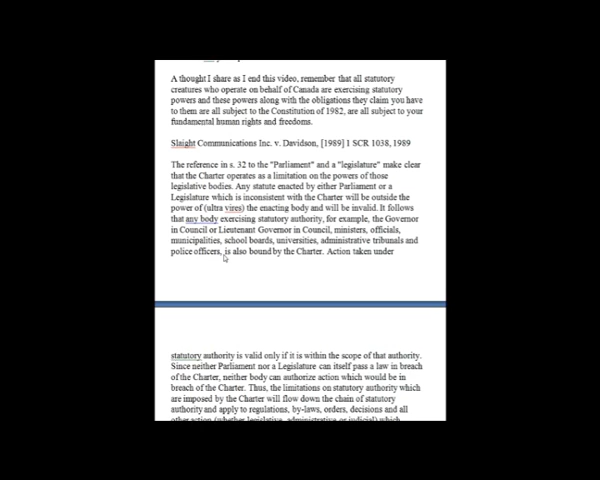 A thought I share as I end this video, remember that all statutory
creatures who operate on behalf of Canada are exercising statutory
powers and these powers along with the obligations they claim you have
to them are all subject to the Constitution of 1982, are all subject to your
fundamental human rights and freedoms.
Slaight Communications Inc. v. Davidson, [1989] 1 SCR 1038, 1989
The reference in s. 32 to the "Parliament" and a "legislature" make clear
that the Charter operates as a limitation on the powers of those
legislative bodies. Any statute enacted by either Parliament or a
Legislature which is inconsistent with the Charter will be outside the
power of (ultra vires) the enacting body and will be invalid. It follows
that any body exercising statutory authority, for example, the Governor
in Council or Lieutenant Governor in Council, ministers, officials,
municipalities, school boards, universities, administrative tribunals and
police officers, is also bound by the Charter. Action taken under
statutory authority is valid only if it is within the scope of that authority.
Since neither Parliament nor a Legislature can itself pass a law in breach
of the Charter, neither body can authorize action which would be in
breach of the Charter. Thus, the limitations on statutory authority which
are imposed by the Charter will flow down the chain of statutory
authority and apply to regulations, by-laws, orders, decisions and all
other action (whether legislative, administrative or judicial) which